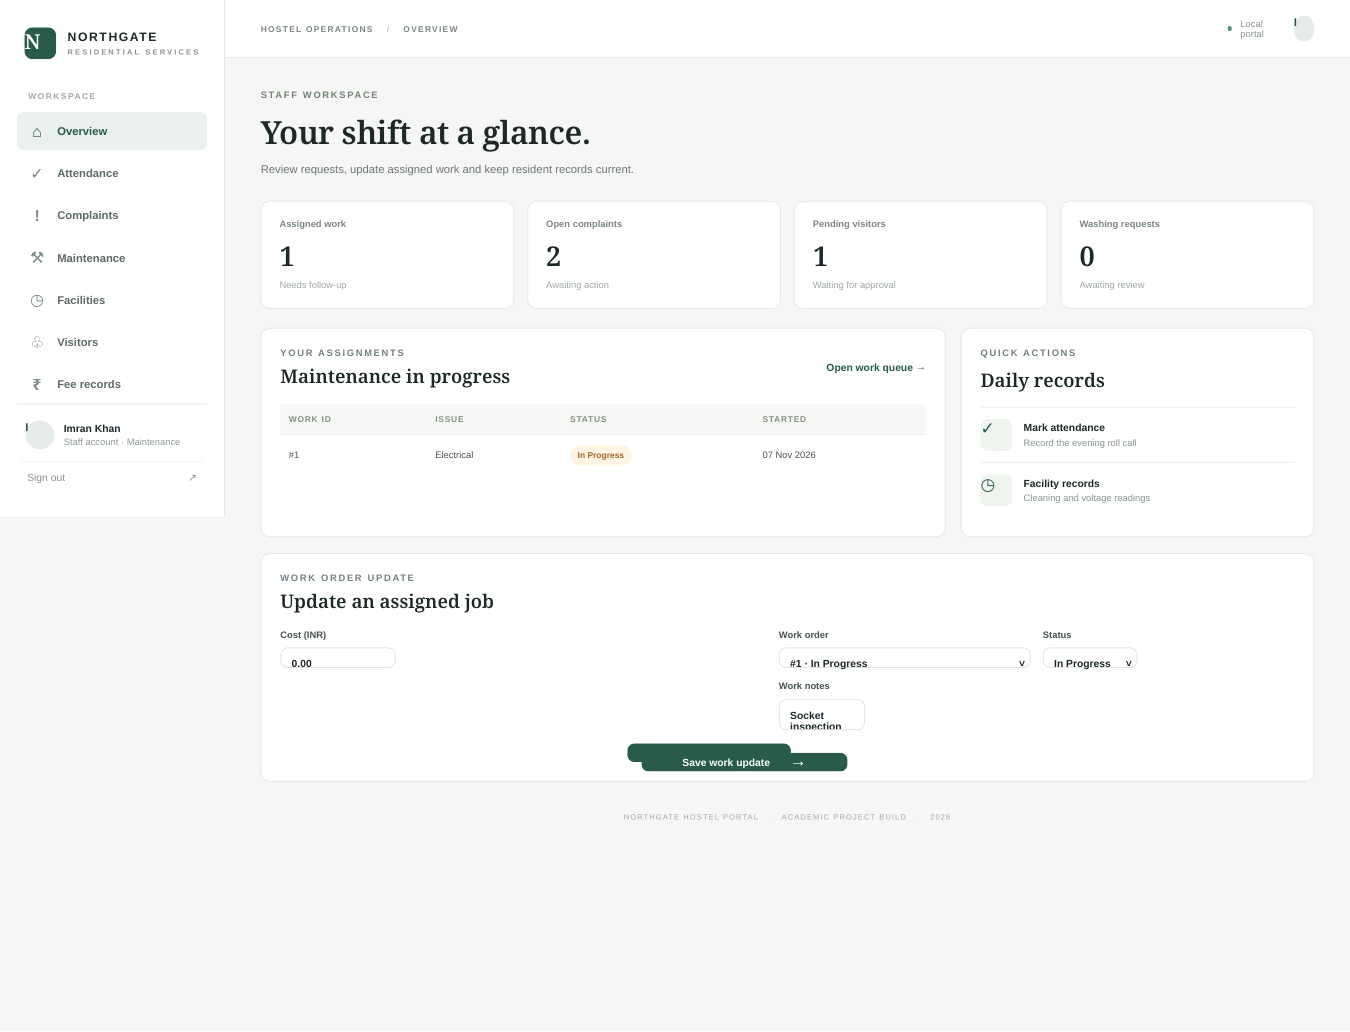 N
NORTHGATE
RESIDENTIAL SERVICES
WORKSPACE
Overview
Attendance
! Complaints
Maintenance
Facilities
Visitors
₹ Fee records
I
Imran Khan
Staff account · Maintenance
Sign out ↗
HOSTEL OPERATIONS / OVERVIEW
Local
portal
I
STAFF WORKSPACE
Your shift at a glance.
Review requests, update assigned work and keep resident records current.
Assigned work
1
Needs follow-up
Open complaints
2
Awaiting action
Pending visitors
1
Waiting for approval
Washing requests
0
Awaiting review
YOUR ASSIGNMENTS
Maintenance in progress
Open work queue →
WORK ID ISSUE STATUS STARTED
#1 Electrical In Progress 07 Nov 2026
QUICK ACTIONS
Daily records
Mark attendance
Record the evening roll call
Facility records
Cleaning and voltage readings
WORK ORDER UPDATE
Update an assigned job
Cost (INR)
0.00
Work order
#1 · In Progress
Status
In Progress
Work notes
Socket
inspection
Save work update →
NORTHGATE HOSTEL PORTAL · ACADEMIC PROJECT BUILD · 2026